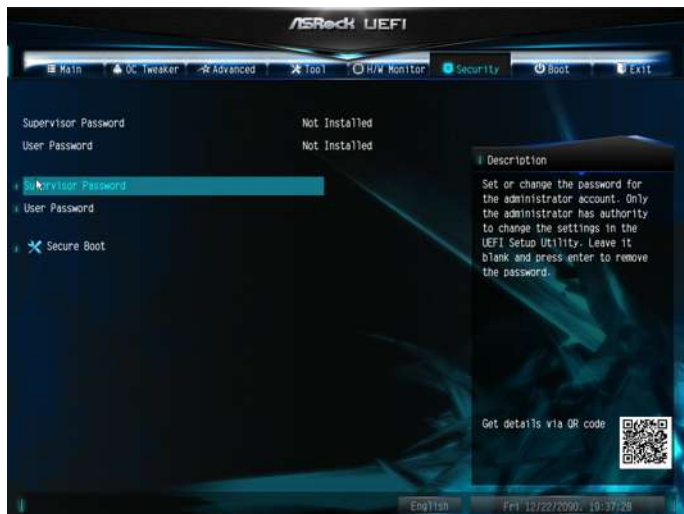 ASRock UEFI
Main OC Tweaker Advanced Tool H/W Monitor Security Boot Exit
Supervisor Password Not Installed
User Password Not Installed
Supervisor Password
User Password
Secure Boot
Description
Set or change the password for
the administrator account. Only
the administrator has authority
to change the settings in the
UEFI Setup Utility. Leave it
blank and press enter to remove
the password.
Get details via QR code
English Fri 12/22/2090, 19:37:28